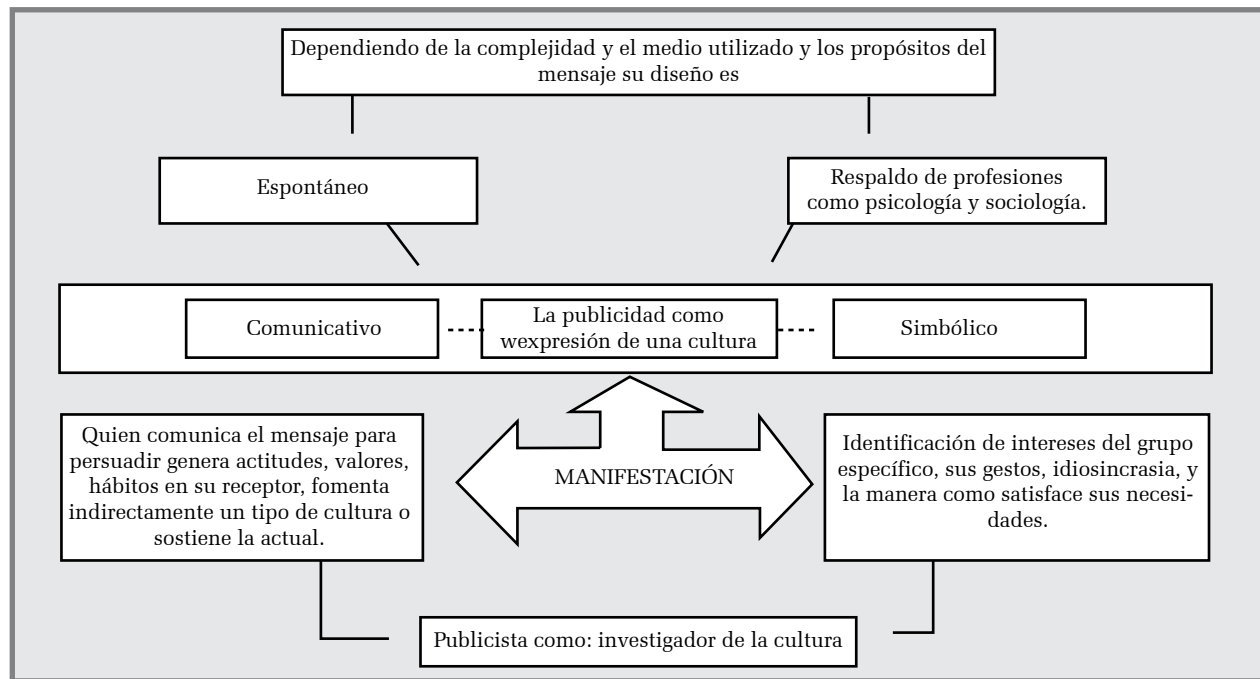 Dependiendo de la complejidad y el medio utilizado y los propósitos del
mensaje su diseño es
Espontáneo
Respaldo de profesiones
como psicología y sociología.
Comunicativo
La publicidad como
wexpresión de una cultura
Simbólico
Quien comunica el mensaje para
persuadir genera actitudes, valores,
hábitos en su receptor, fomenta
indirectamente un tipo de cultura o
sostiene la actual.
MANIFESTACIÓN
Identificación de intereses del grupo
específico, sus gestos, idiosincrasia, y
la manera como satisface sus necesi-
dades.
Publicista como: investigador de la cultura